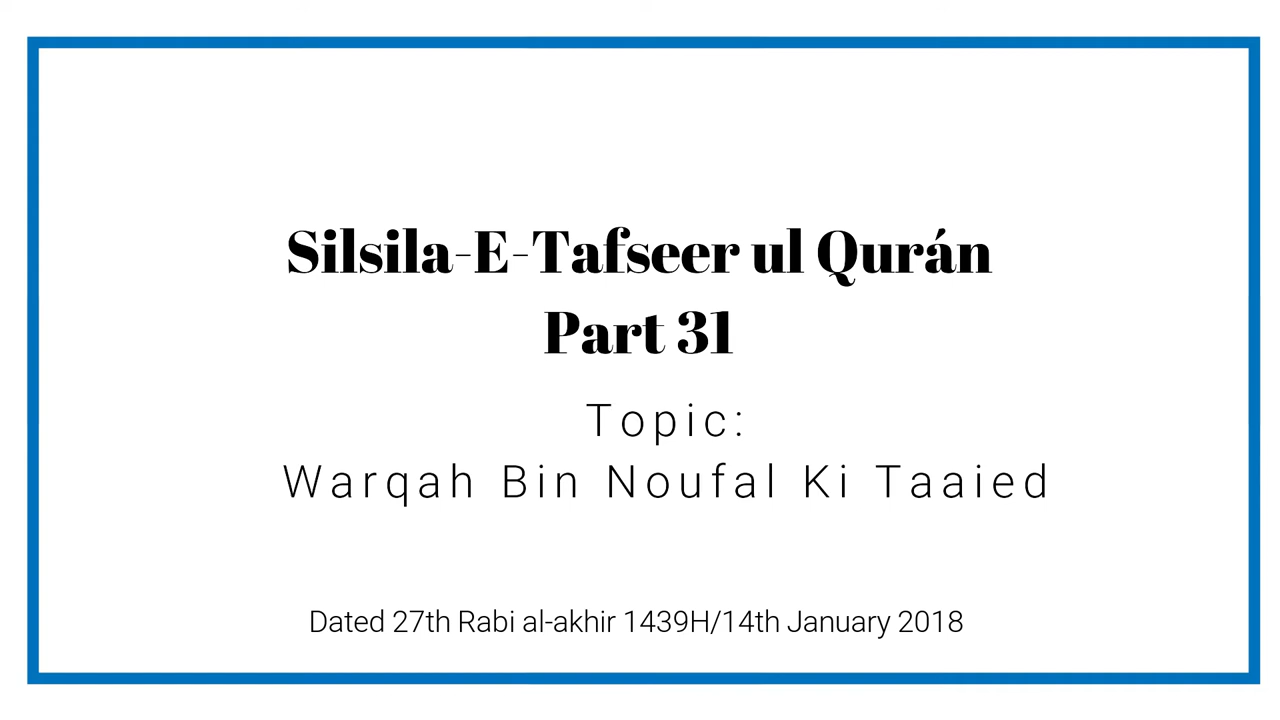 Silsila-E-Tafseer ul Qurán
Part 31
Topic:
Warqah Bin Noufal Ki Taaied
Dated 27th Rabi al-akhir 1439H/14th January 2018